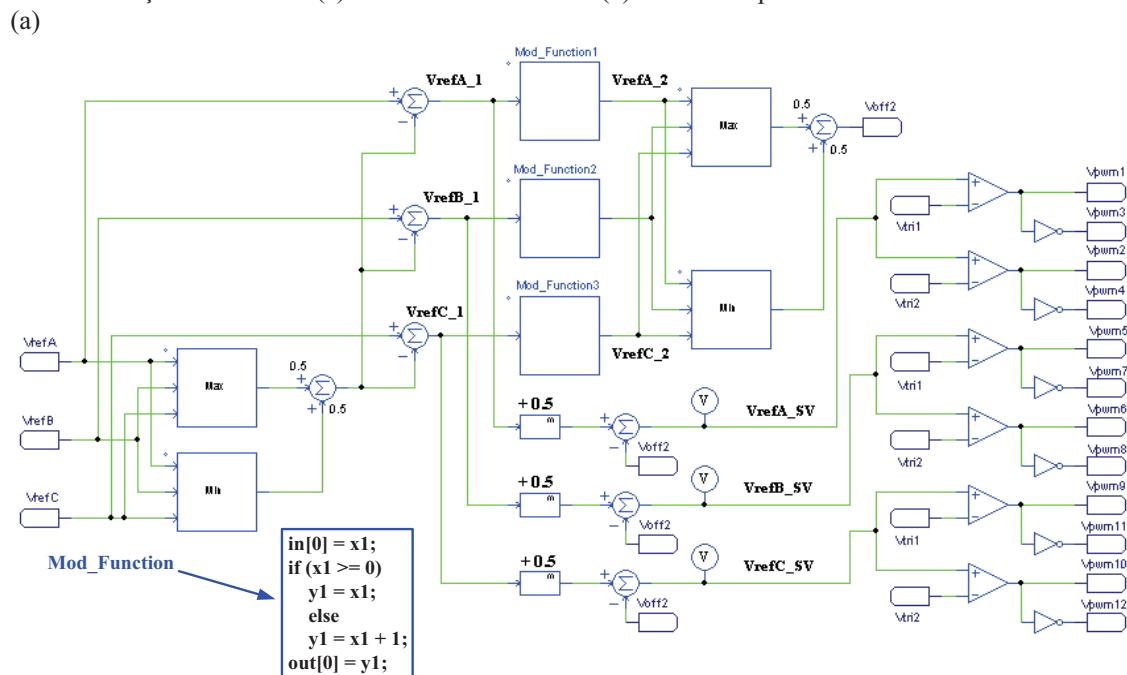 (a)
Mod_Function1
VrefA_1
VrefA_2
0.5
+
Σ
−
Max
+
Σ
+
0.5
Voff2
Mod_Function2
VrefB_1
+
Σ
−
Mod_Function3
VrefC_1
+
Σ
−
VrefC_2
Min
VrefA
VrefB
VrefC
Max
Min
0.5
+
Σ
+
0.5
+0.5
m
+
Σ
−
Voff2
V
VrefA_SV
+0.5
m
+
Σ
−
Voff2
V
VrefB_SV
+0.5
m
+
Σ
−
Voff2
V
VrefC_SV
+
−
Vtri1
Vpwm1
Vpwm3
+
−
Vtri2
Vpwm2
Vpwm4
+
−
Vtri1
Vpwm5
Vpwm7
+
−
Vtri2
Vpwm6
Vpwm8
+
−
Vtri1
Vpwm9
Vpwm11
+
−
Vtri2
Vpwm10
Vpwm12
Mod_Function
in[0] = x1;
if (x1 >= 0)
y1 = x1;
else
y1 = x1 + 1;
out[0] = y1;